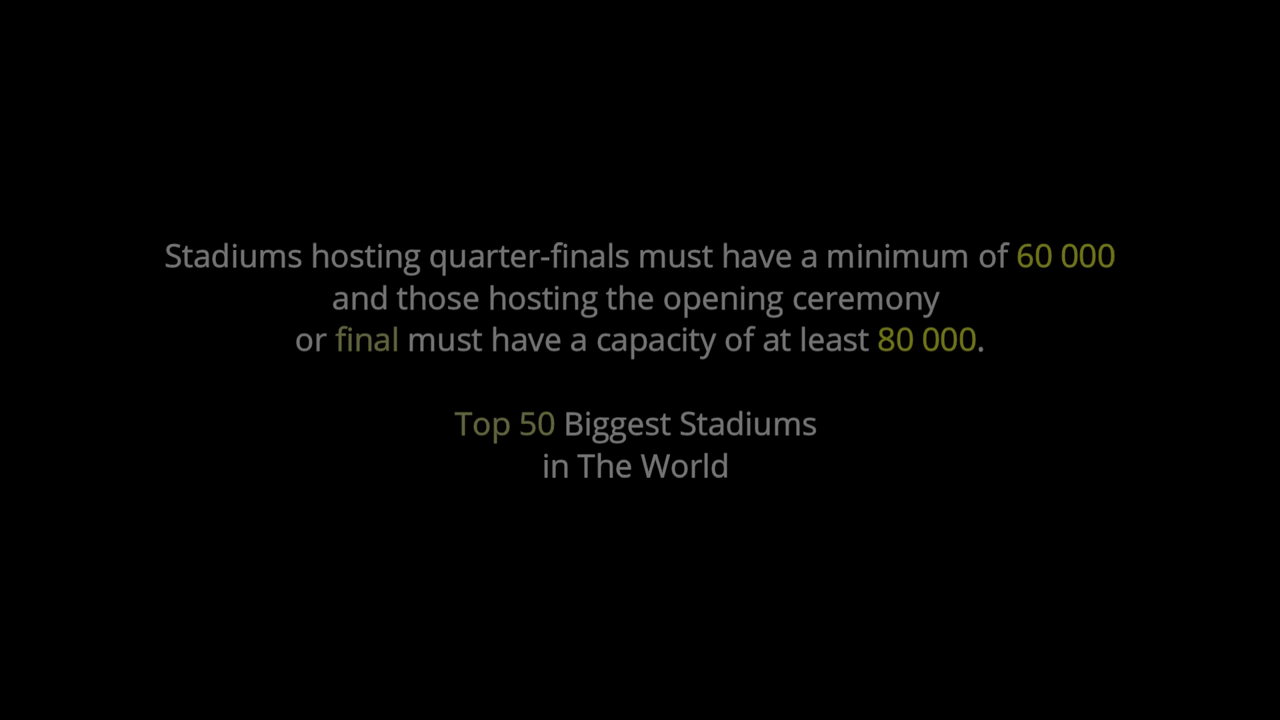 Stadiums hosting quarter-finals must have a minimum of 60 000
and those hosting the opening ceremony
or final must have a capacity of at least 80 000.
Top 50 Biggest Stadiums
in The World